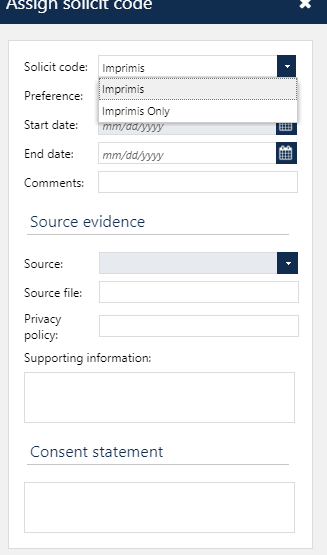 Assign solicit code
Solicit code: Imprimis
Imprimis
Preference:
Imprimis Only
Start date: mm/dd/yyyy
End date: mm/dd/yyyy
Comments:
Source evidence
Source:
Source file:
Privacy
policy:
Supporting information:
Consent statement